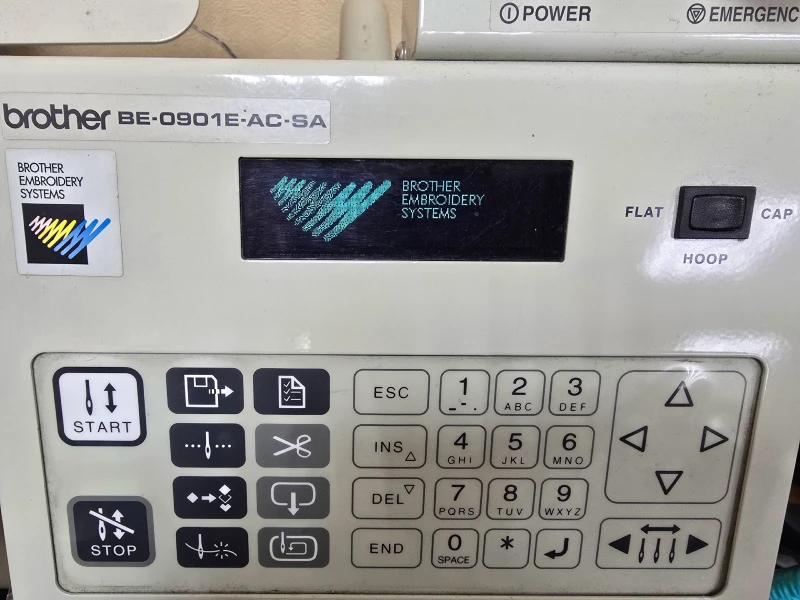 POWER
EMERGENC
brother BE-0901E-AC-SA
BROTHER
EMBROIDERY
SYSTEMS
BROTHER
EMBROIDERY
SYSTEMS
FLAT
CAP
HOOP
START
STOP
ESC
1
_-.
2
ABC
3
DEF
INS
4
GHI
5
JKL
6
MNO
DEL
7
PQRS
8
TUV
9
WXYZ
END
0
SPACE
*